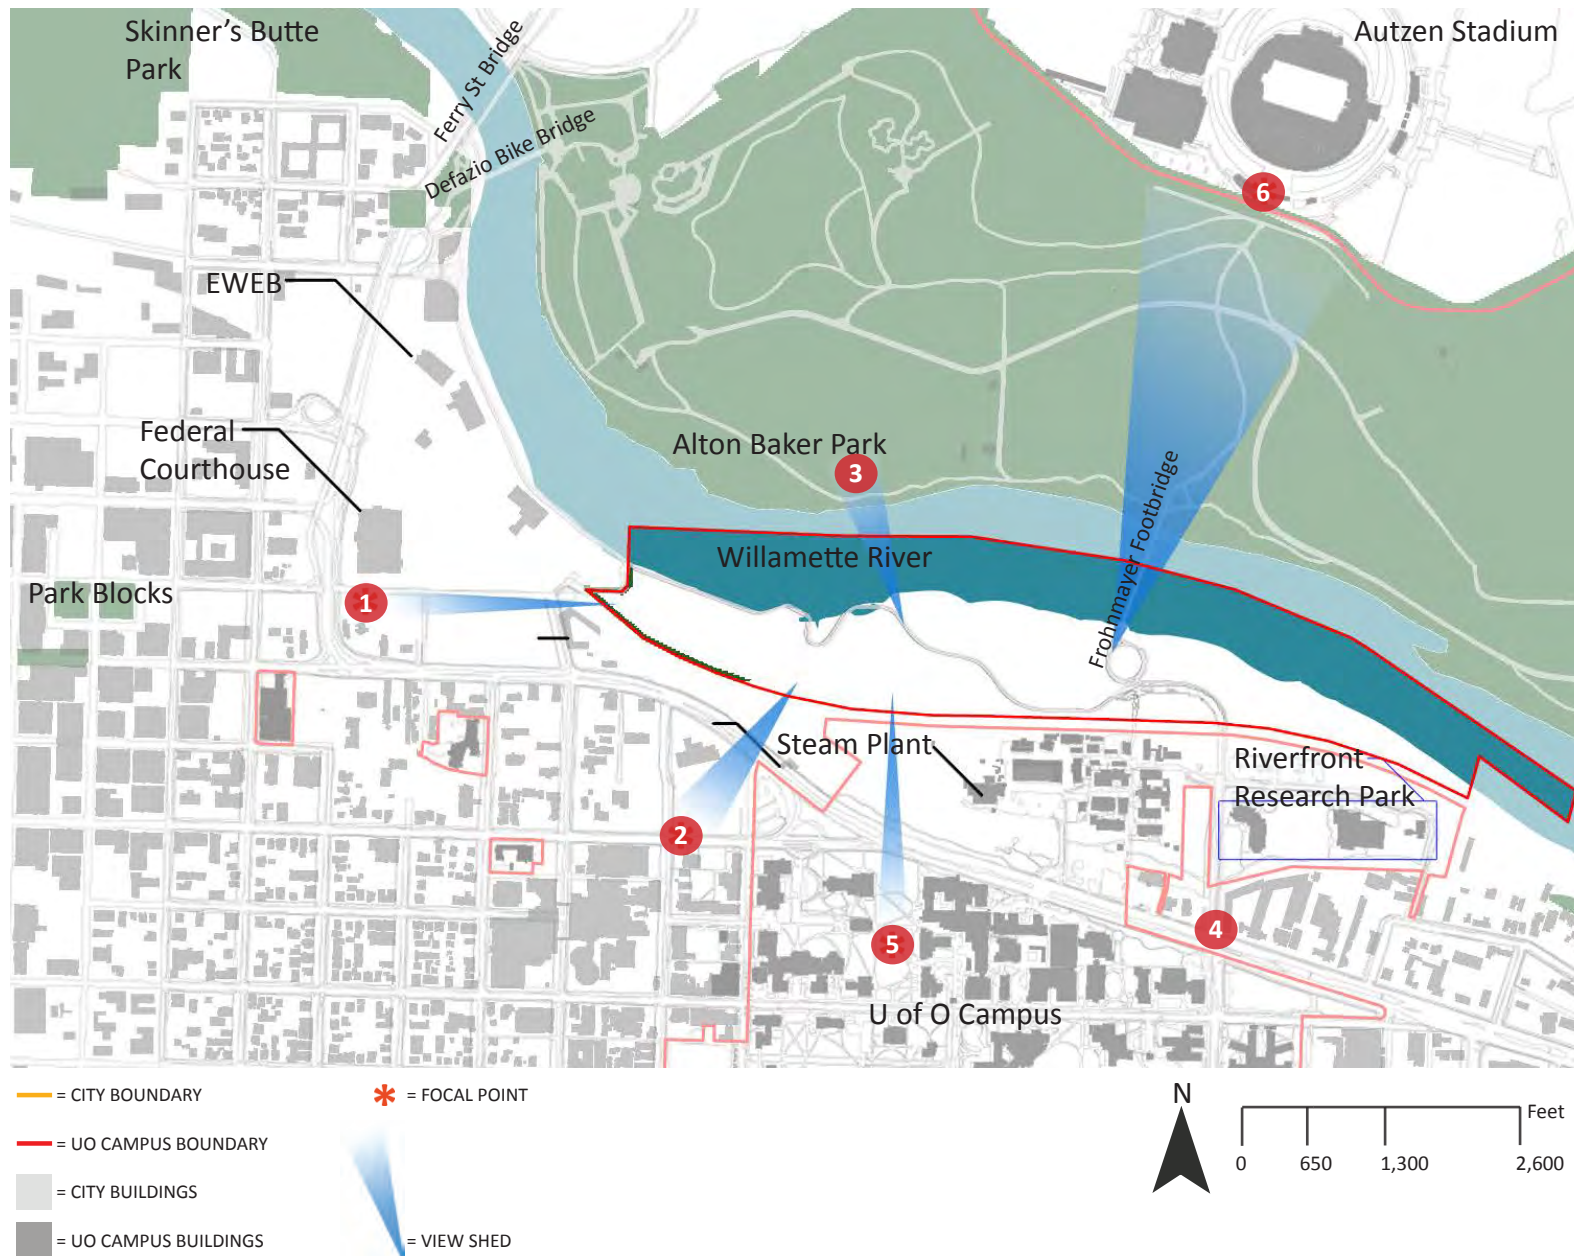 Skinner's Butte
Park
Autzen Stadium
Ferry St Bridge
Defazio Bike Bridge
6
EWEB
Federal
Courthouse
Alton Baker Park
3
Frohnmayer Footbridge
Willamette River
Park Blocks
1
Steam Plant
Riverfront
Research Park
2
4
5
U of O Campus
= CITY BOUNDARY
= UO CAMPUS BOUNDARY
= CITY BUILDINGS
= UO CAMPUS BUILDINGS
= FOCAL POINT
= VIEW SHED
N
Feet
0 650 1,300 2,600